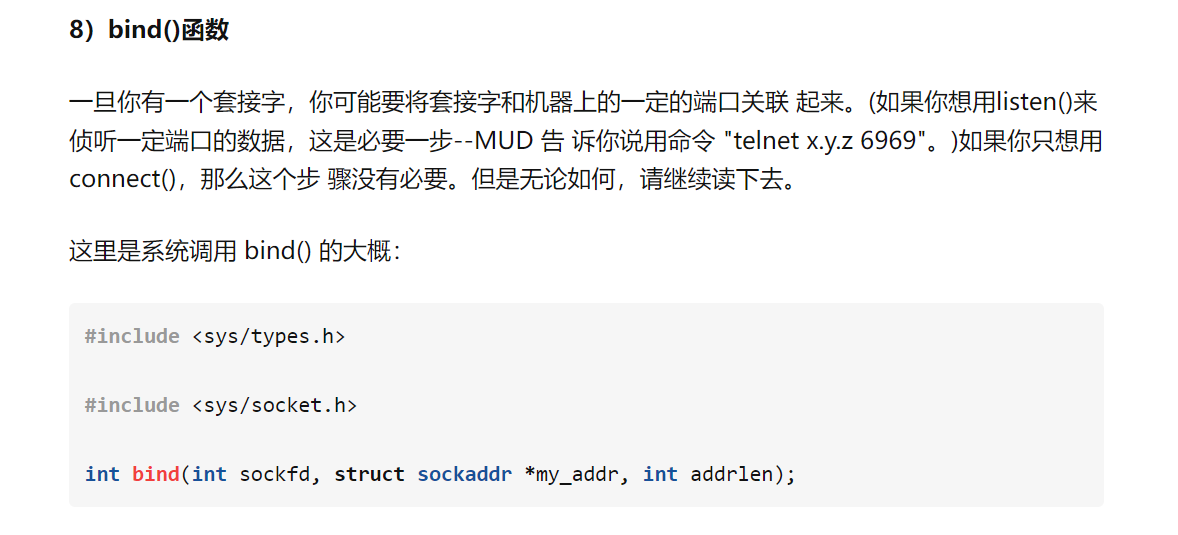 8）bind()函数
一旦你有一个套接字，你可能要将套接字和机器上的一定的端口关联 起来。(如果你想用listen()来
侦听一定端口的数据，这是必要一步--MUD 告 诉你说用命令 "telnet x.y.z 6969"。)如果你只想用
connect()，那么这个步 骤没有必要。但是无论如何，请继续读下去。
这里是系统调用 bind() 的大概：
#include <sys/types.h>
#include <sys/socket.h>
int bind(int sockfd, struct sockaddr *my_addr, int addrlen);